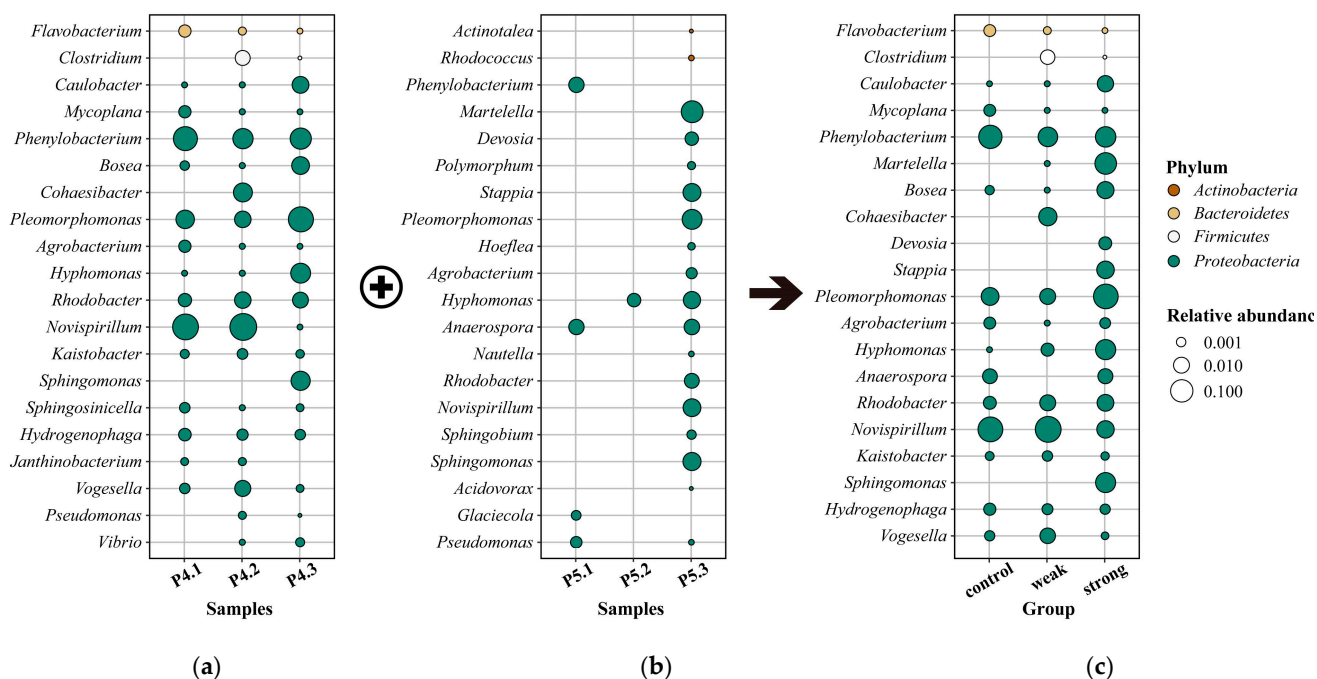 Flavobacterium
Clostridium
Caulobacter
Mycoplana
Phenylobacterium
Bosea
Cohaesibacter
Pleomorphomonas
Agrobacterium
Hyphomonas
Rhodobacter
Novispirillum
Kaistobacter
Sphingomonas
Sphingosinicella
Hydrogenophaga
Janthinobacterium
Vogesella
Pseudomonas
Vibrio
P4.1 P4.2 P4.3
Samples
(a)
Actinotalea
Rhodococcus
Phenylobacterium
Martelella
Devosia
Polymorphum
Stappia
Pleomorphomonas
Hoeflea
Agrobacterium
Hyphomonas
Anaerospora
Nautella
Rhodobacter
Novispirillum
Sphingobium
Sphingomonas
Acidovorax
Glaciecola
Pseudomonas
P5.1 P5.2 P5.3
Samples
(b)
Flavobacterium
Clostridium
Caulobacter
Mycoplana
Phenylobacterium
Martelella
Bosea
Cohaesibacter
Devosia
Stappia
Pleomorphomonas
Agrobacterium
Hyphomonas
Anaerospora
Rhodobacter
Novispirillum
Kaistobacter
Sphingomonas
Hydrogenophaga
Vogesella
control weak strong
Group
(c)
Phylum
Actinobacteria
Bacteroidetes
Firmicutes
Proteobacteria
Relative abundanc
0.001
0.010
0.100